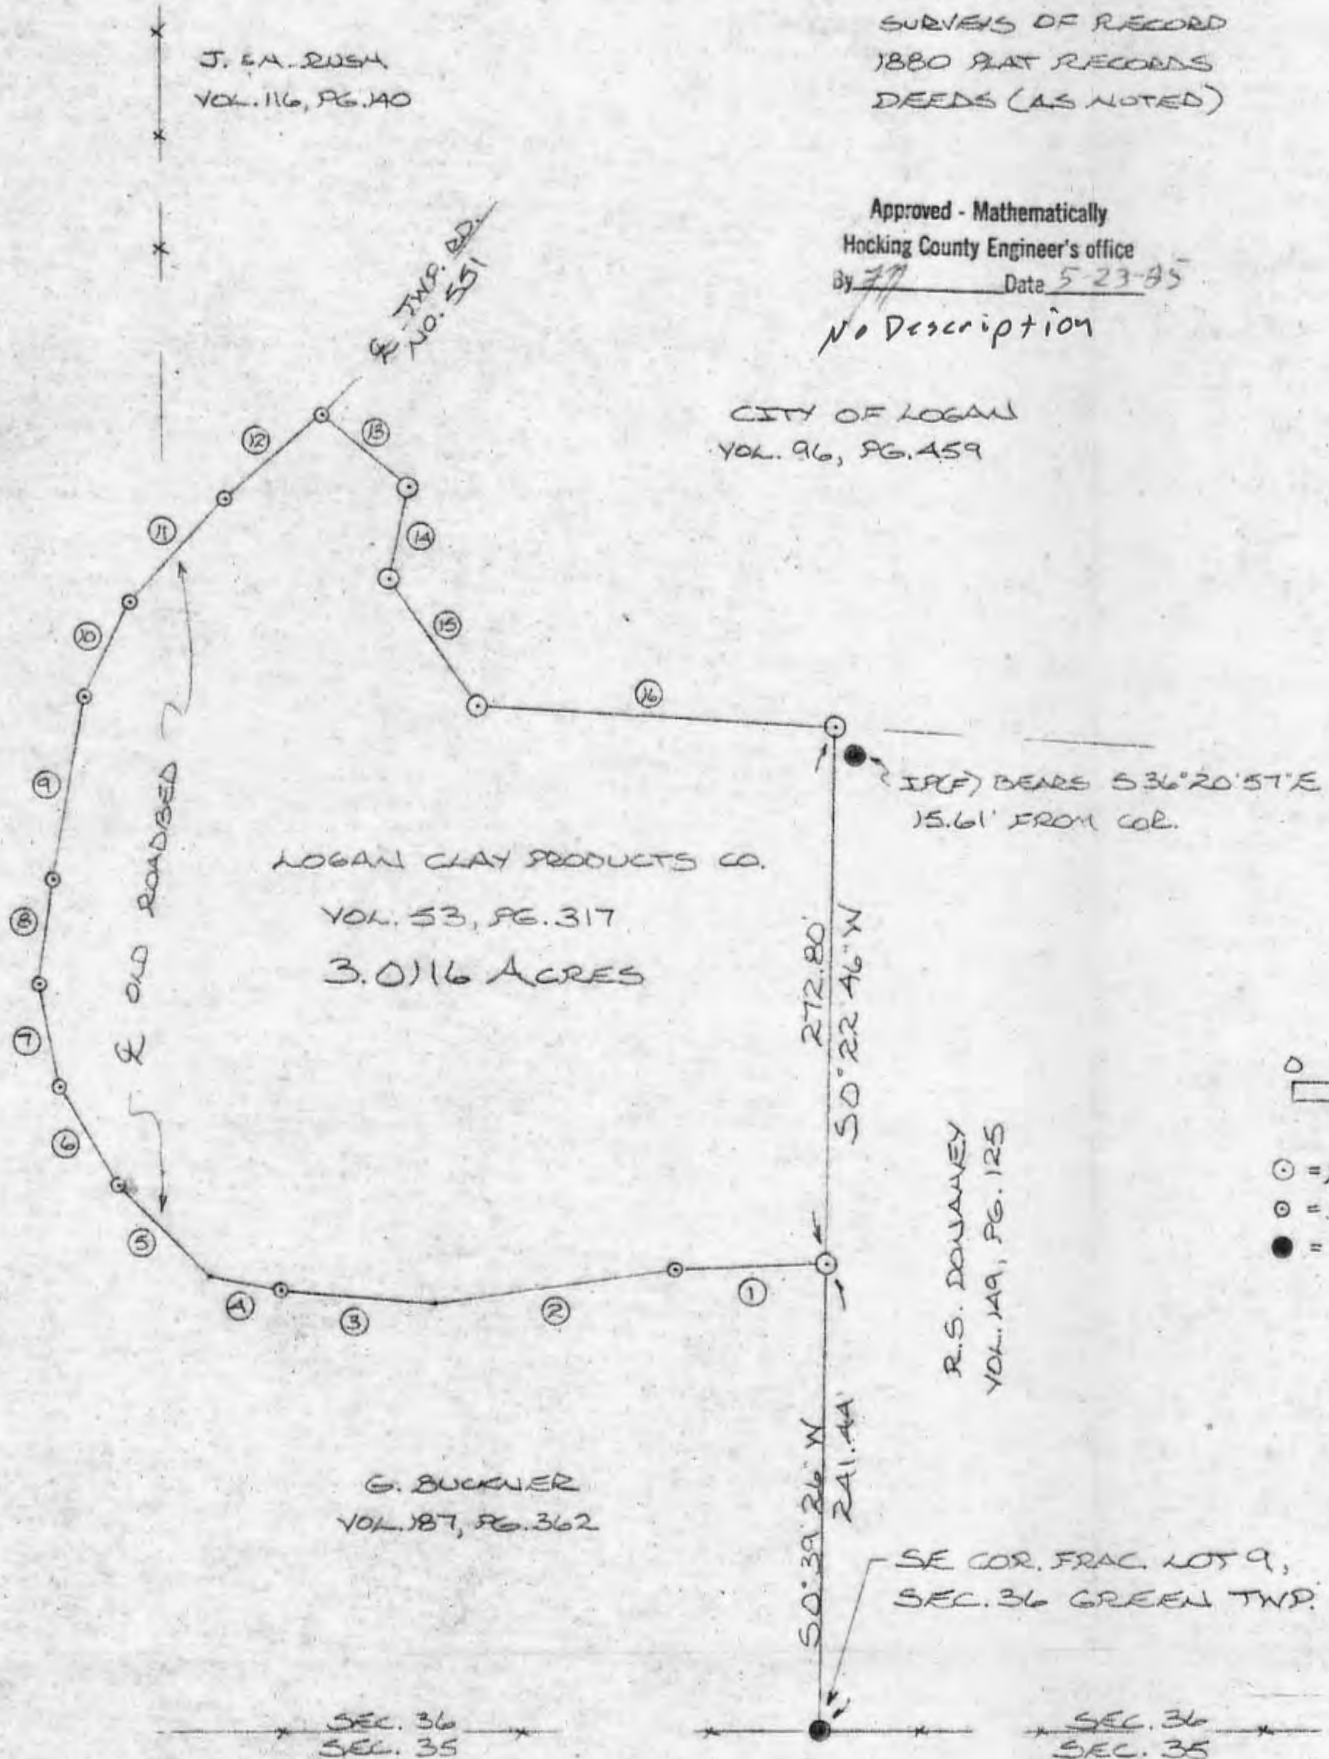 SURVEYS OF RECORD
1880 PLAT RECORDS
DEEDS (AS NOTED)
J. & M. RUSH
VOL. 116, PG. 140
Approved - Mathematically
Hocking County Engineer's office
By Date 5-23-85
No Description
℄ - TWP. RD.
NO. 551
CITY OF LOGAN
VOL. 96, PG. 459
12
13
11
14
10
15
16
9
IP(F) BEARS S 36°20'57"E
15.61' FROM COR.
℄ OLD ROADBED
LOGAN CLAY PRODUCTS CO.
VOL. 53, PG. 317
3.0116 ACRES
8
272.80'
S 0°22'46" W
7
6
0
R.S. DONAVEY
VOL. 149, PG. 125
⊙ =
⊙ =
● =
5
4
3
2
1
S 0°39'26" W
241.44'
G. BUCKNER
VOL. 187, PG. 362
SE COR. FRAC. LOT 9,
SEC. 36 GREEN TWP.
SEC. 36
SEC. 35
SEC. 36
SEC. 35